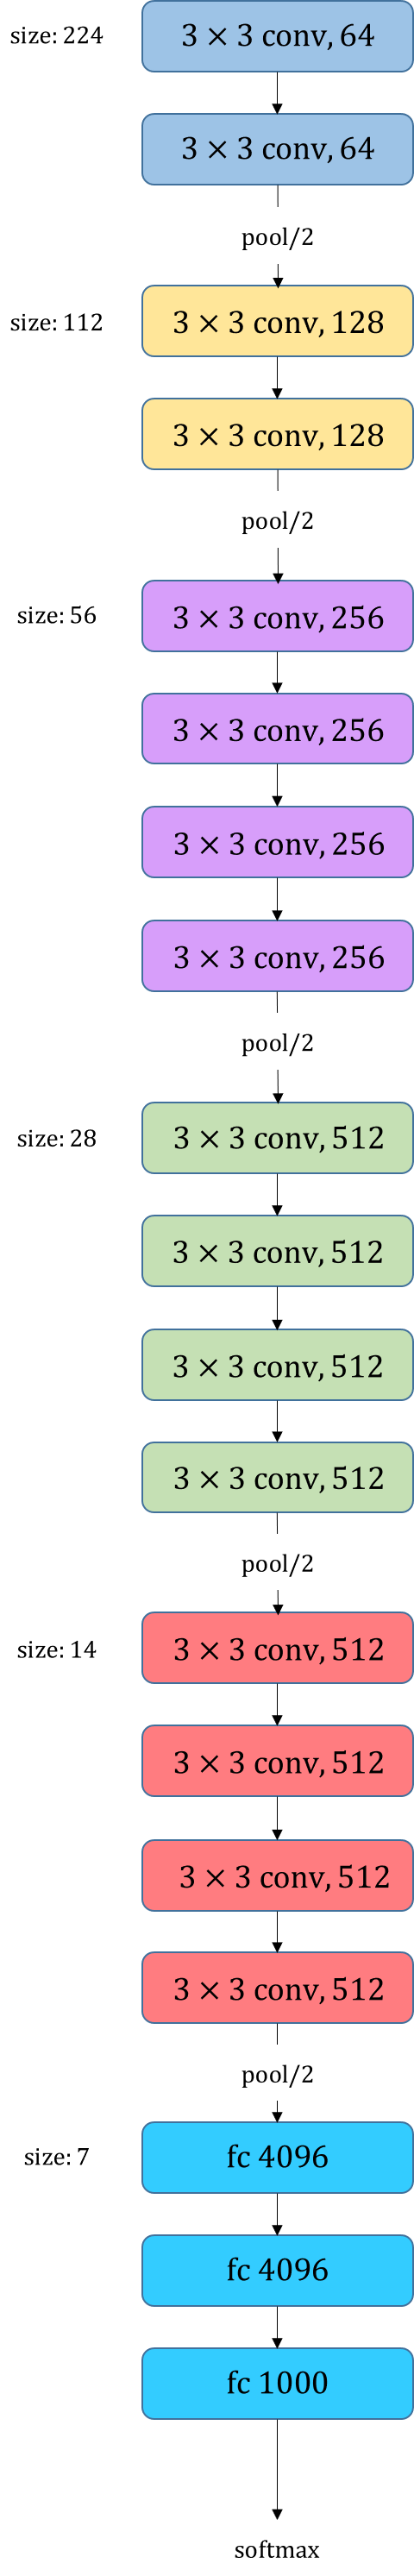 size: 224
3 × 3 conv, 64
3 × 3 conv, 64
pool/2
size: 112
3 × 3 conv, 128
3 × 3 conv, 128
pool/2
size: 56
3 × 3 conv, 256
3 × 3 conv, 256
3 × 3 conv, 256
3 × 3 conv, 256
pool/2
size: 28
3 × 3 conv, 512
3 × 3 conv, 512
3 × 3 conv, 512
3 × 3 conv, 512
pool/2
size: 14
3 × 3 conv, 512
3 × 3 conv, 512
3 × 3 conv, 512
3 × 3 conv, 512
pool/2
size: 7
fc 4096
fc 4096
fc 1000
softmax